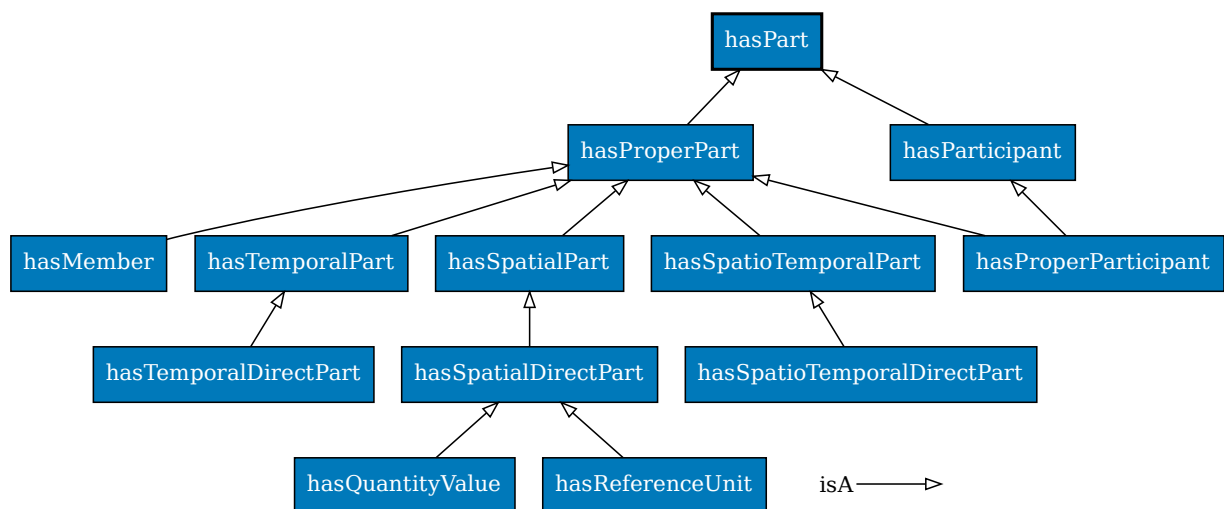 hasPart
hasProperPart
hasParticipant
hasMember
hasTemporalPart
hasSpatialPart
hasSpatioTemporalPart
hasProperParticipant
hasTemporalDirectPart
hasSpatialDirectPart
hasSpatioTemporalDirectPart
hasQuantityValue
hasReferenceUnit
isA